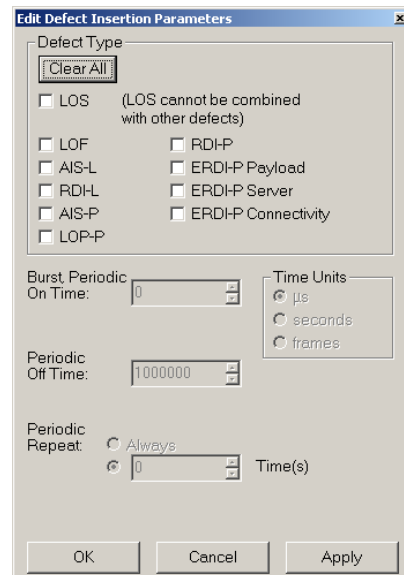 Edit Defect Insertion Parameters
Defect Type
Clear All
LOS (LOS cannot be combined
with other defects)
LOF RDI-P
AIS-L ERDI-P Payload
RDI-L ERDI-P Server
AIS-P ERDI-P Connectivity
LOP-P
Burst, Periodic
On Time: 0
Time Units
µs
seconds
frames
Periodic
Off Time: 1000000
Periodic
Repeat: Always
0 Time(s)
OK Cancel Apply